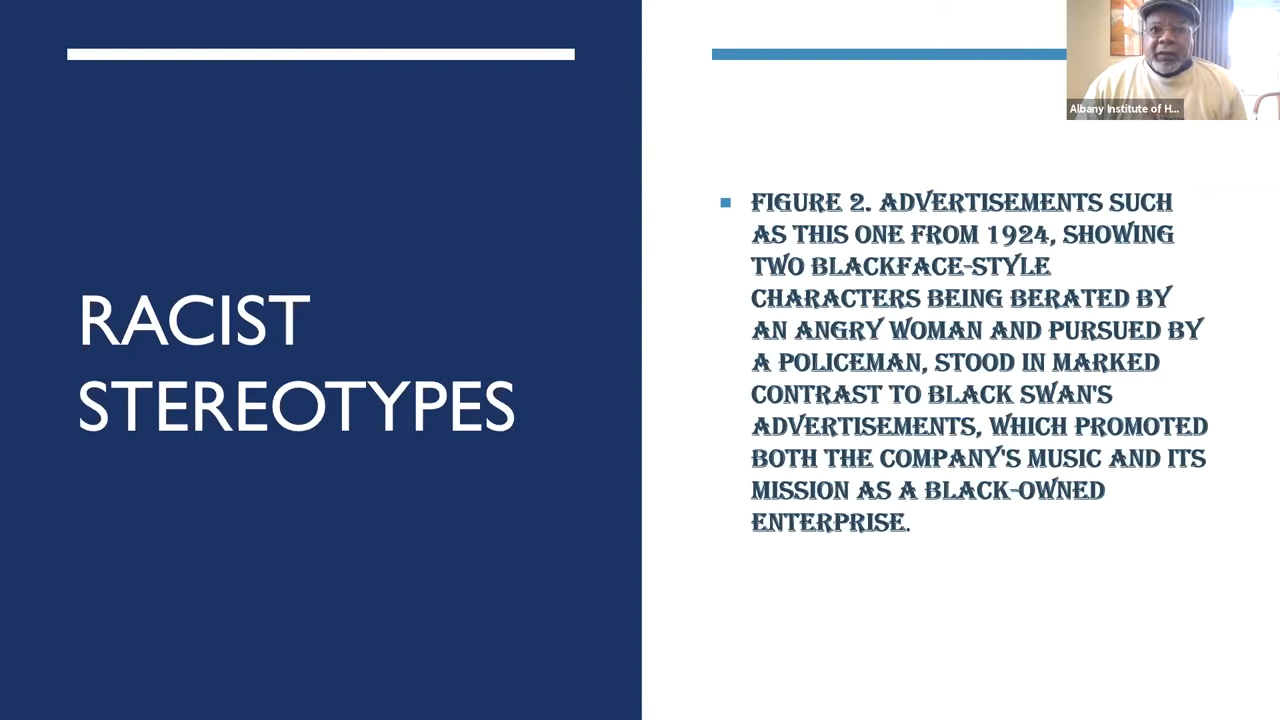 RACIST
STEREOTYPES
Albany Institute of H...
FIGURE 2. ADVERTISEMENTS SUCH
AS THIS ONE FROM 1924, SHOWING
TWO BLACKFACE-STYLE
CHARACTERS BEING BERATED BY
AN ANGRY WOMAN AND PURSUED BY
A POLICEMAN, STOOD IN MARKED
CONTRAST TO BLACK SWAN'S
ADVERTISEMENTS, WHICH PROMOTED
BOTH THE COMPANY'S MUSIC AND ITS
MISSION AS A BLACK-OWNED
ENTERPRISE.